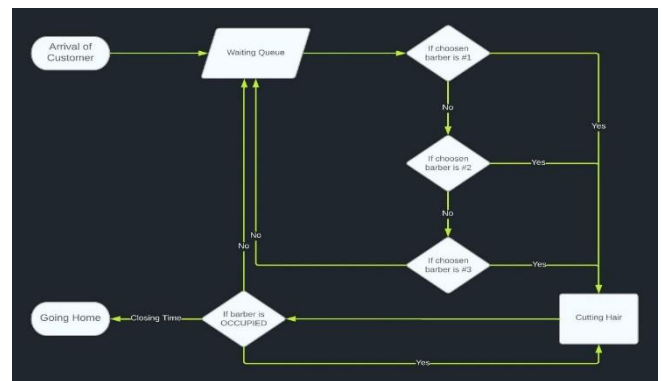 Arrival of
Customer
Waiting Queue
If choosen
barber is #1
No
Yes
If choosen
barber is #2
Yes
No
No
No
If choosen
barber is #3
Yes
Going Home
Closing Time
If barber is
OCCUPIED
Cutting Hair
Yes